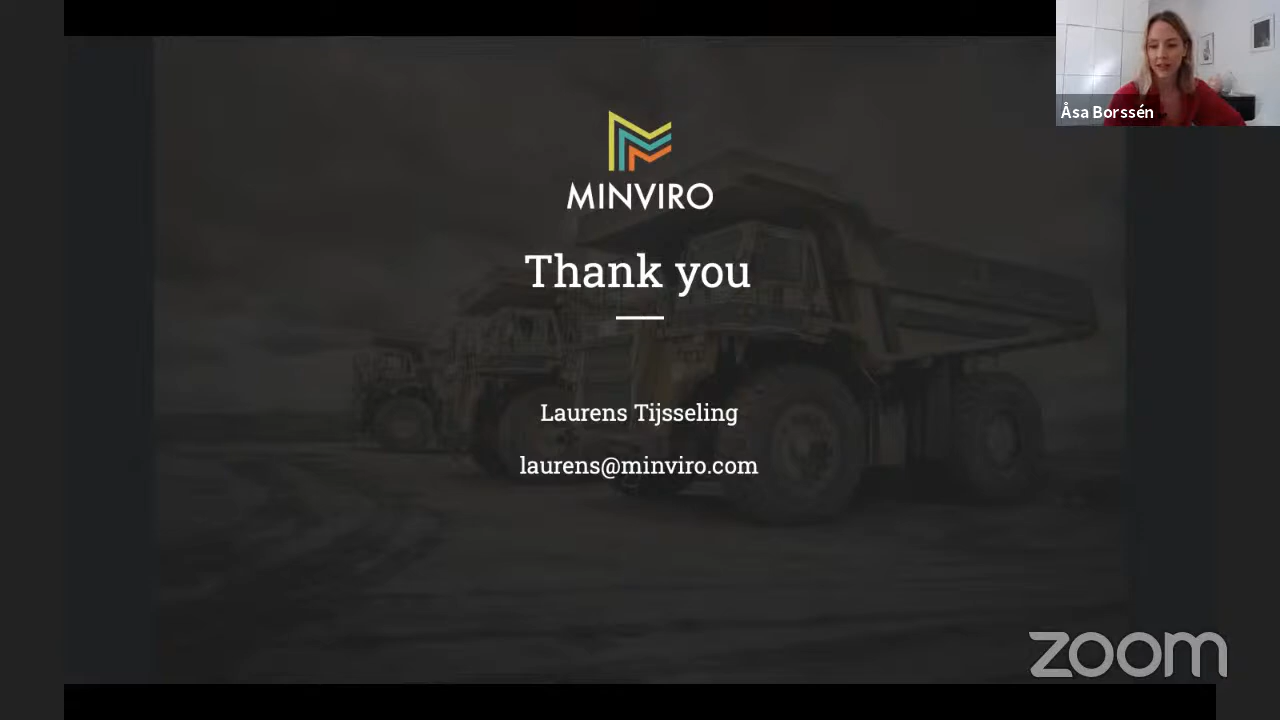 Åsa Borssén
MINVIRO
Thank you
Laurens Tijsseling
laurens@minviro.com
zoom